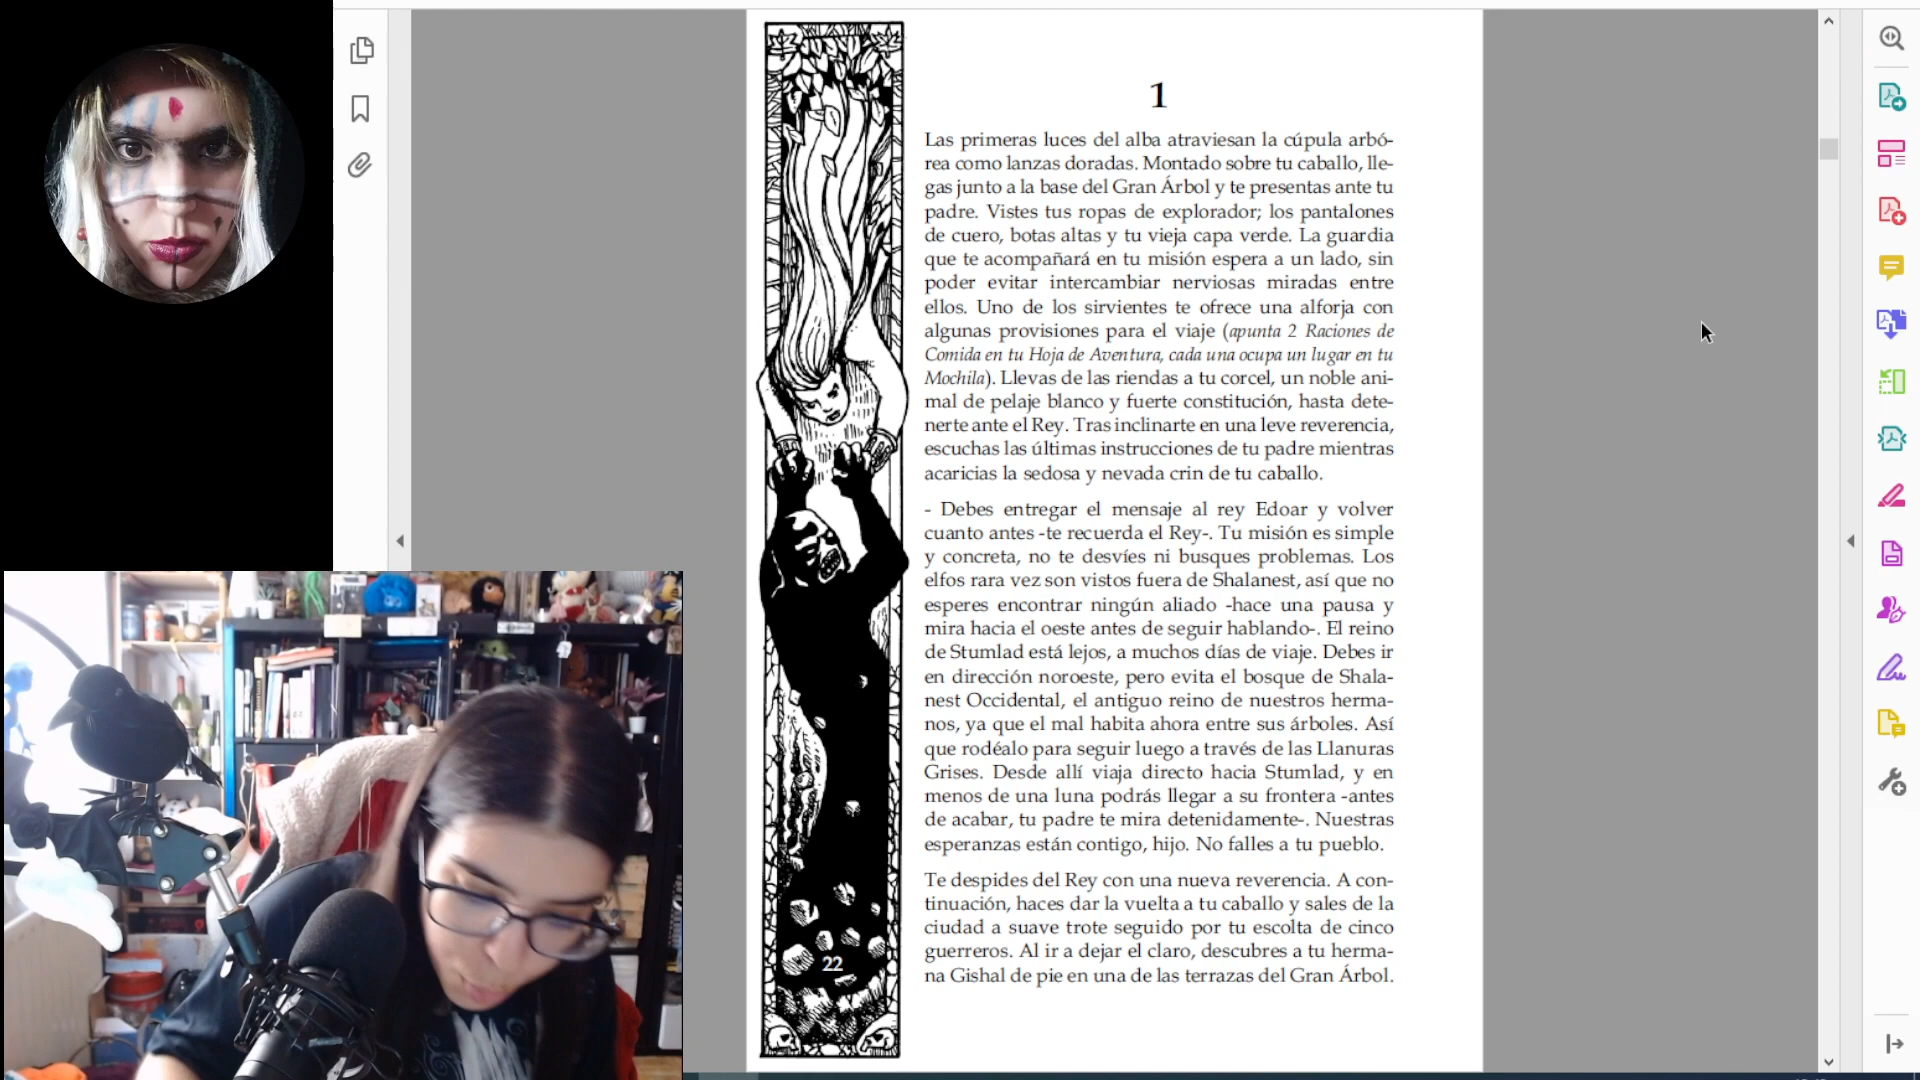 1
Las primeras luces del alba atraviesan la cúpula arbó-
rea como lanzas doradas. Montado sobre tu caballo, lle-
gas junto a la base del Gran Árbol y te presentas ante tu
padre. Vistes tus ropas de explorador; los pantalones
de cuero, botas altas y tu vieja capa verde. La guardia
que te acompañará en tu misión espera a un lado, sin
poder evitar intercambiar nerviosas miradas entre
ellos. Uno de los sirvientes te ofrece una alforja con
algunas provisiones para el viaje (apunta 2 Raciones de
Comida en tu Hoja de Aventura, cada una ocupa un lugar en tu
Mochila). Llevas de las riendas a tu corcel, un noble ani-
mal de pelaje blanco y fuerte constitución, hasta dete-
nerte ante el Rey. Tras inclinarte en una leve reverencia,
escuchas las últimas instrucciones de tu padre mientras
acaricias la sedosa y nevada crin de tu caballo.
- Debes entregar el mensaje al rey Edoar y volver
cuanto antes -te recuerda el Rey-. Tu misión es simple
y concreta, no te desvíes ni busques problemas. Los
elfos rara vez son vistos fuera de Shalanest, así que no
esperes encontrar ningún aliado -hace una pausa y
mira hacia el oeste antes de seguir hablando-. El reino
de Stumlad está lejos, a muchos días de viaje. Debes ir
en dirección noroeste, pero evita el bosque de Shala-
nest Occidental, el antiguo reino de nuestros herma-
nos, ya que el mal habita ahora entre sus árboles. Así
que rodéalo para seguir luego a través de las Llanuras
Grises. Desde allí viaja directo hacia Stumlad, y en
menos de una luna podrás llegar a su frontera -antes
de acabar, tu padre te mira detenidamente-. Nuestras
esperanzas están contigo, hijo. No falles a tu pueblo.
Te despides del Rey con una nueva reverencia. A con-
tinuación, haces dar la vuelta a tu caballo y sales de la
ciudad a suave trote seguido por tu escolta de cinco
guerreros. Al ir a dejar el claro, descubres a tu herma-
na Gishal de pie en una de las terrazas del Gran Árbol.
22